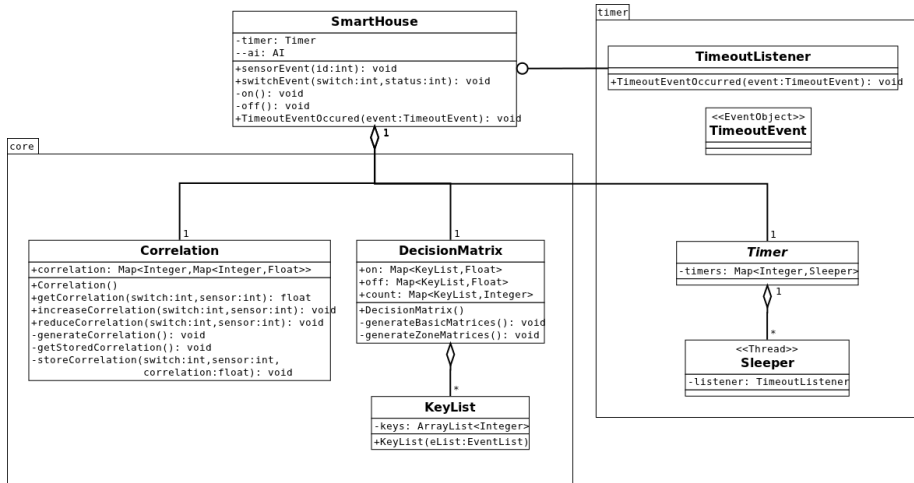 SmartHouse
-timer: Timer
--ai: AI
+sensorEvent(id:int): void
+switchEvent(switch:int,status:int): void
-on(): void
-off(): void
+TimeoutEventOccured(event:TimeoutEvent): void
1
timer
TimeoutListener
+TimeoutEventOccurred(event:TimeoutEvent): void
<<EventObject>>
TimeoutEvent
core
1
Correlation
+correlation: Map<Integer,Map<Integer,Float>>
+Correlation()
+getCorrelation(switch:int,sensor:int): float
+increaseCorrelation(switch:int,sensor:int): void
+reduceCorrelation(switch:int,sensor:int): void
-generateCorrelation(): void
-getStoredCorrelation(): void
-storeCorrelation(switch:int,sensor:int,
correlation:float): void
1
DecisionMatrix
+on: Map<KeyList,Float>
+off: Map<KeyList,Float>
+count: Map<KeyList,Integer>
+DecisionMatrix()
-generateBasicMatrices(): void
-generateZoneMatrices(): void
*
KeyList
-keys: ArrayList<Integer>
+KeyList(eList:EventList)
1
Timer
-timers: Map<Integer,Sleeper>
1
*
<<Thread>>
Sleeper
-listener: TimeoutListener